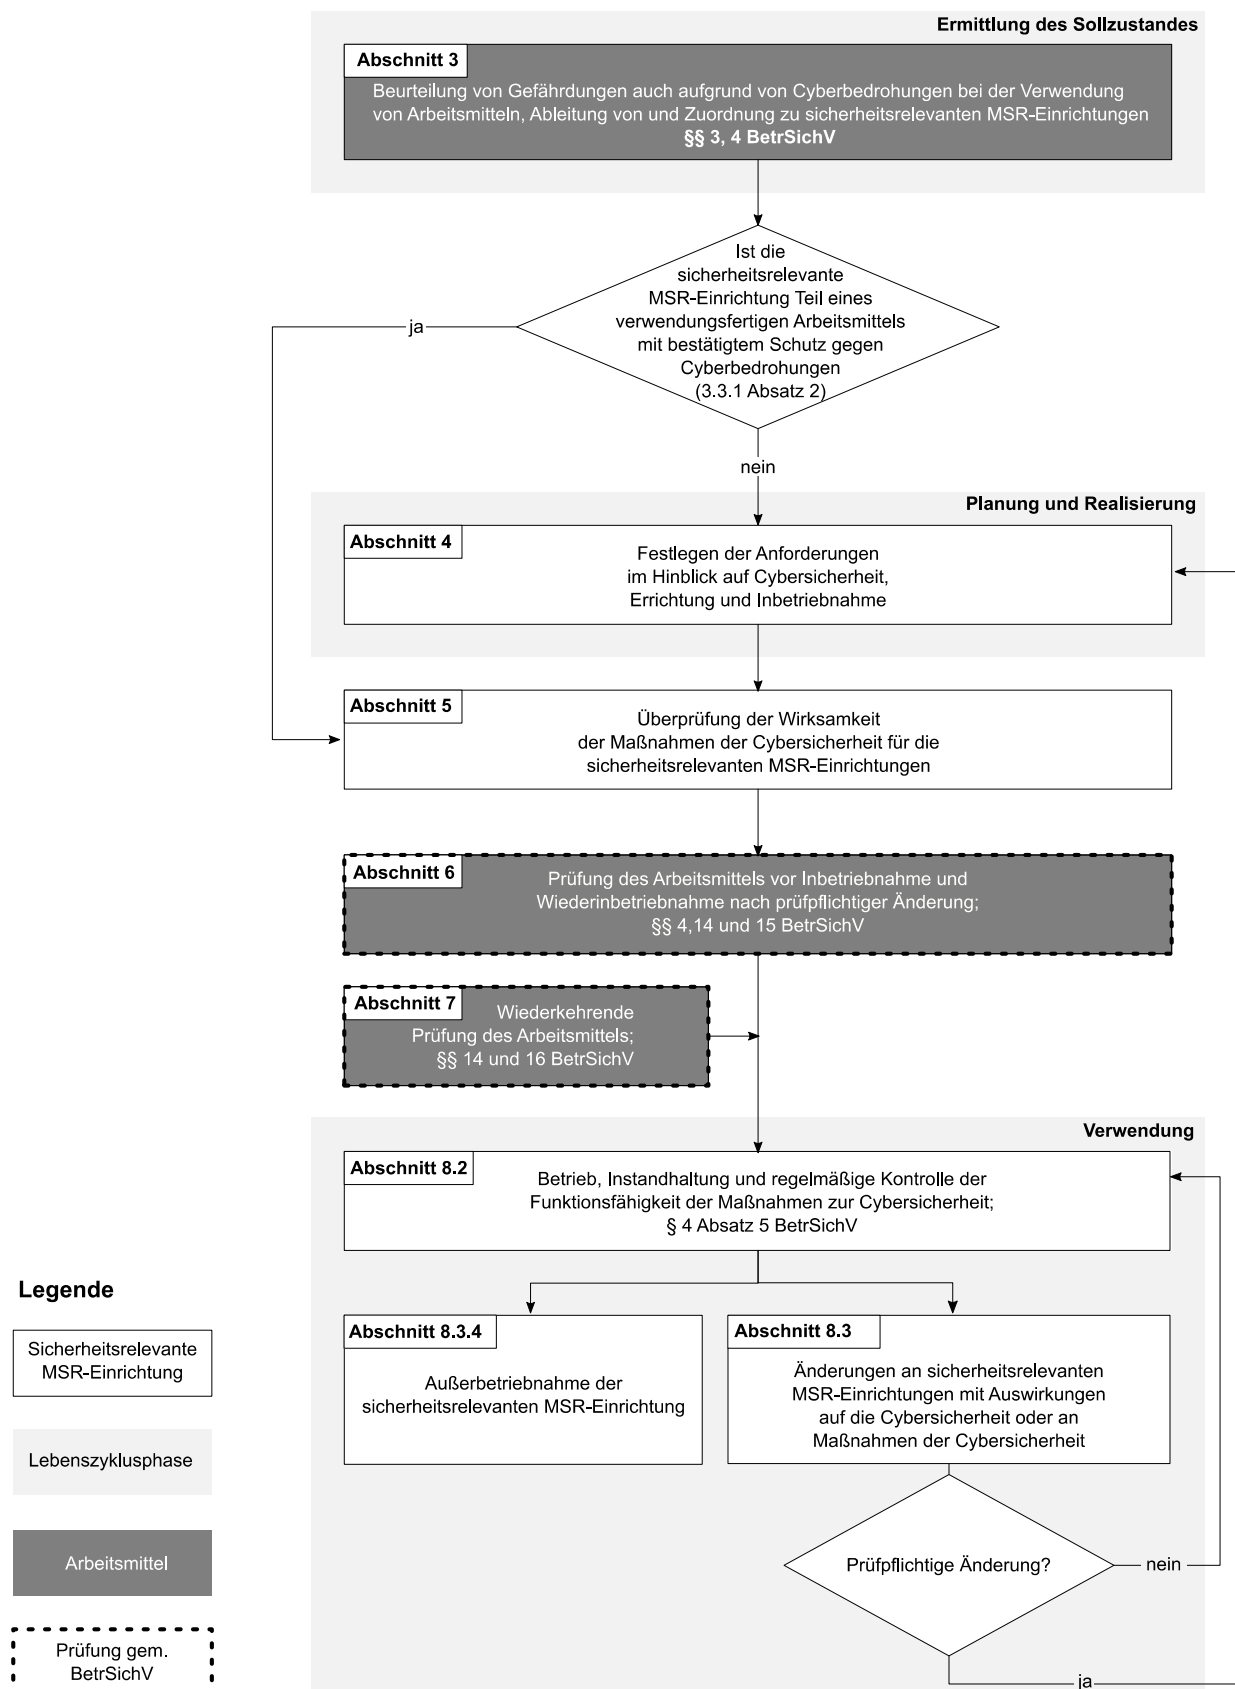 Ermittlung des Sollzustandes
Abschnitt 3
Beurteilung von Gefährdungen auch aufgrund von Cyberbedrohungen bei der Verwendung
von Arbeitsmitteln, Ableitung von und Zuordnung zu sicherheitsrelevanten MSR-Einrichtungen
§§ 3, 4 BetrSichV
Ist die
sicherheitsrelevante
MSR-Einrichtung Teil eines
verwendungsfertigen Arbeitsmittels
mit bestätigtem Schutz gegen
Cyberbedrohungen
(3.3.1 Absatz 2)
ja
nein
Planung und Realisierung
Abschnitt 4
Festlegen der Anforderungen
im Hinblick auf Cybersicherheit,
Errichtung und Inbetriebnahme
Abschnitt 5
Überprüfung der Wirksamkeit
der Maßnahmen der Cybersicherheit für die
sicherheitsrelevanten MSR-Einrichtungen
Abschnitt 6
Prüfung des Arbeitsmittels vor Inbetriebnahme und
Wiederinbetriebnahme nach prüfpflichtiger Änderung;
§§ 4,14 und 15 BetrSichV
Abschnitt 7
Wiederkehrende
Prüfung des Arbeitsmittels;
§§ 14 und 16 BetrSichV
Verwendung
Abschnitt 8.2
Betrieb, Instandhaltung und regelmäßige Kontrolle der
Funktionsfähigkeit der Maßnahmen zur Cybersicherheit;
§ 4 Absatz 5 BetrSichV
Abschnitt 8.3.4
Außerbetriebnahme der
sicherheitsrelevanten MSR-Einrichtung
Abschnitt 8.3
Änderungen an sicherheitsrelevanten
MSR-Einrichtungen mit Auswirkungen
auf die Cybersicherheit oder an
Maßnahmen der Cybersicherheit
Prüfpflichtige Änderung?
nein
ja
Legende
Sicherheitsrelevante
MSR-Einrichtung
Lebenszyklusphase
Arbeitsmittel
Prüfung gem.
BetrSichV